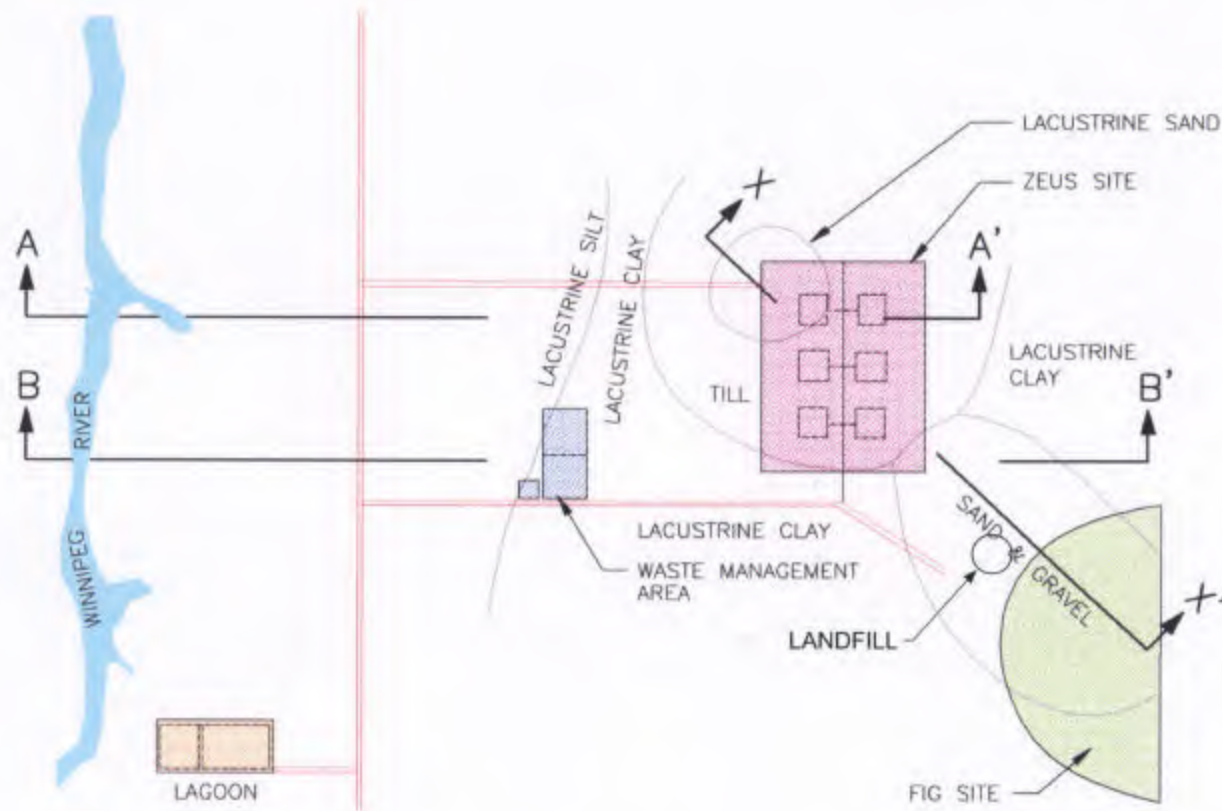 LACUSTRINE SAND
ZEUS SITE
X
A
A'
LACUSTRINE SILT
LACUSTRINE CLAY
LACUSTRINE
CLAY
B
B'
TILL
WINNIPEG RIVER
SAND & GRAVEL
LACUSTRINE CLAY
WASTE MANAGEMENT
AREA
X'
LANDFILL
LAGOON
FIG SITE